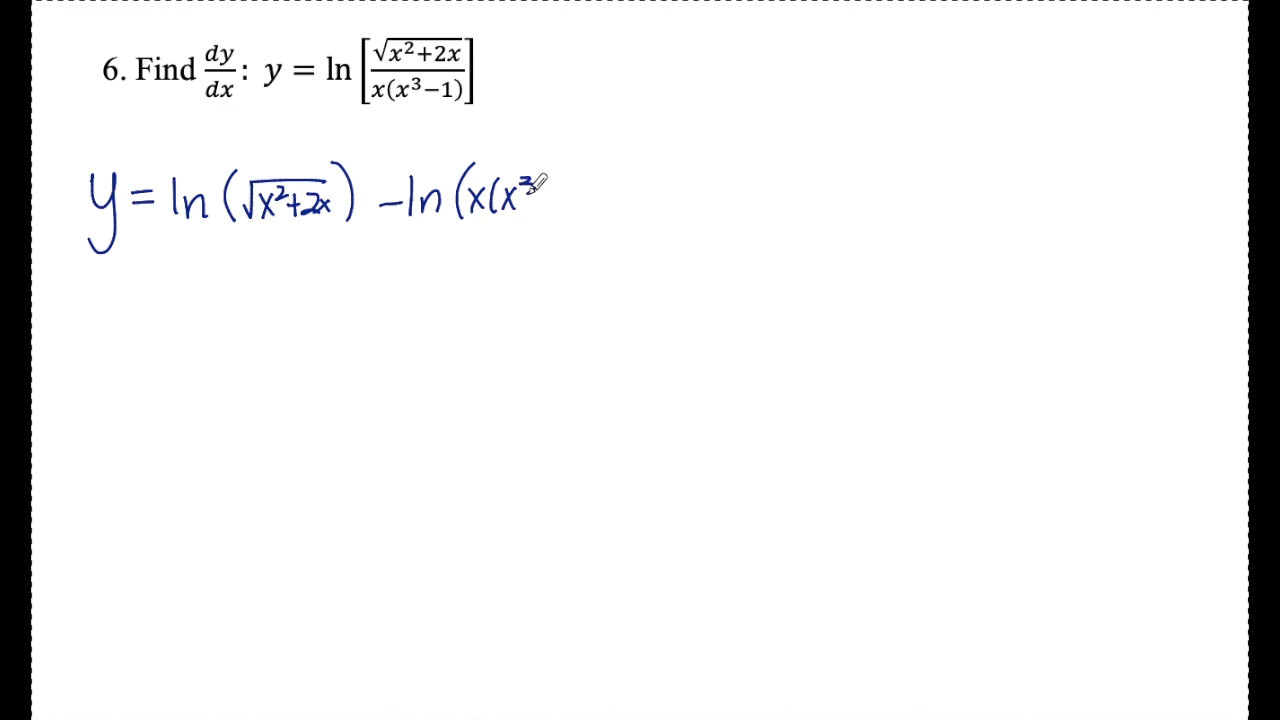 6. Find dy/dx: y = ln [√(x²+2x) / x(x³−1)]
y = ln (√(x²+2x)) − ln (x(x³